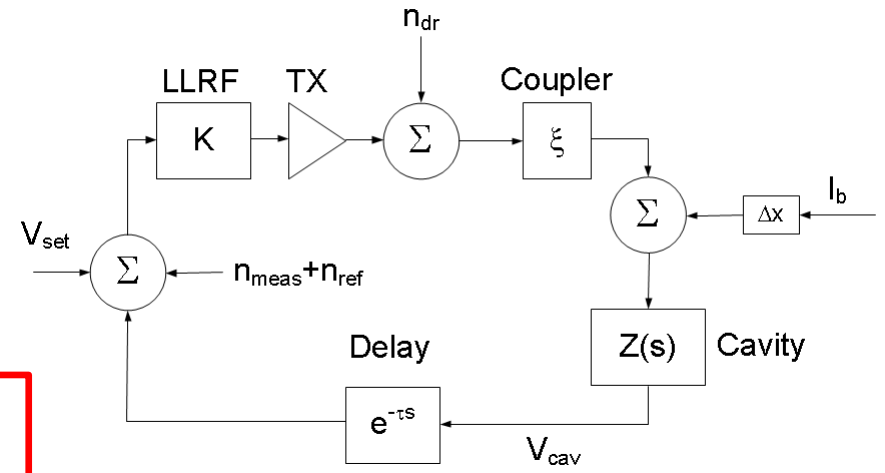 n_dr
LLRF TX Coupler
K Σ ξ
Σ Δx I_b
V_set
Σ n_meas+n_ref
Delay Z(s) Cavity
e^-τs
V_cav